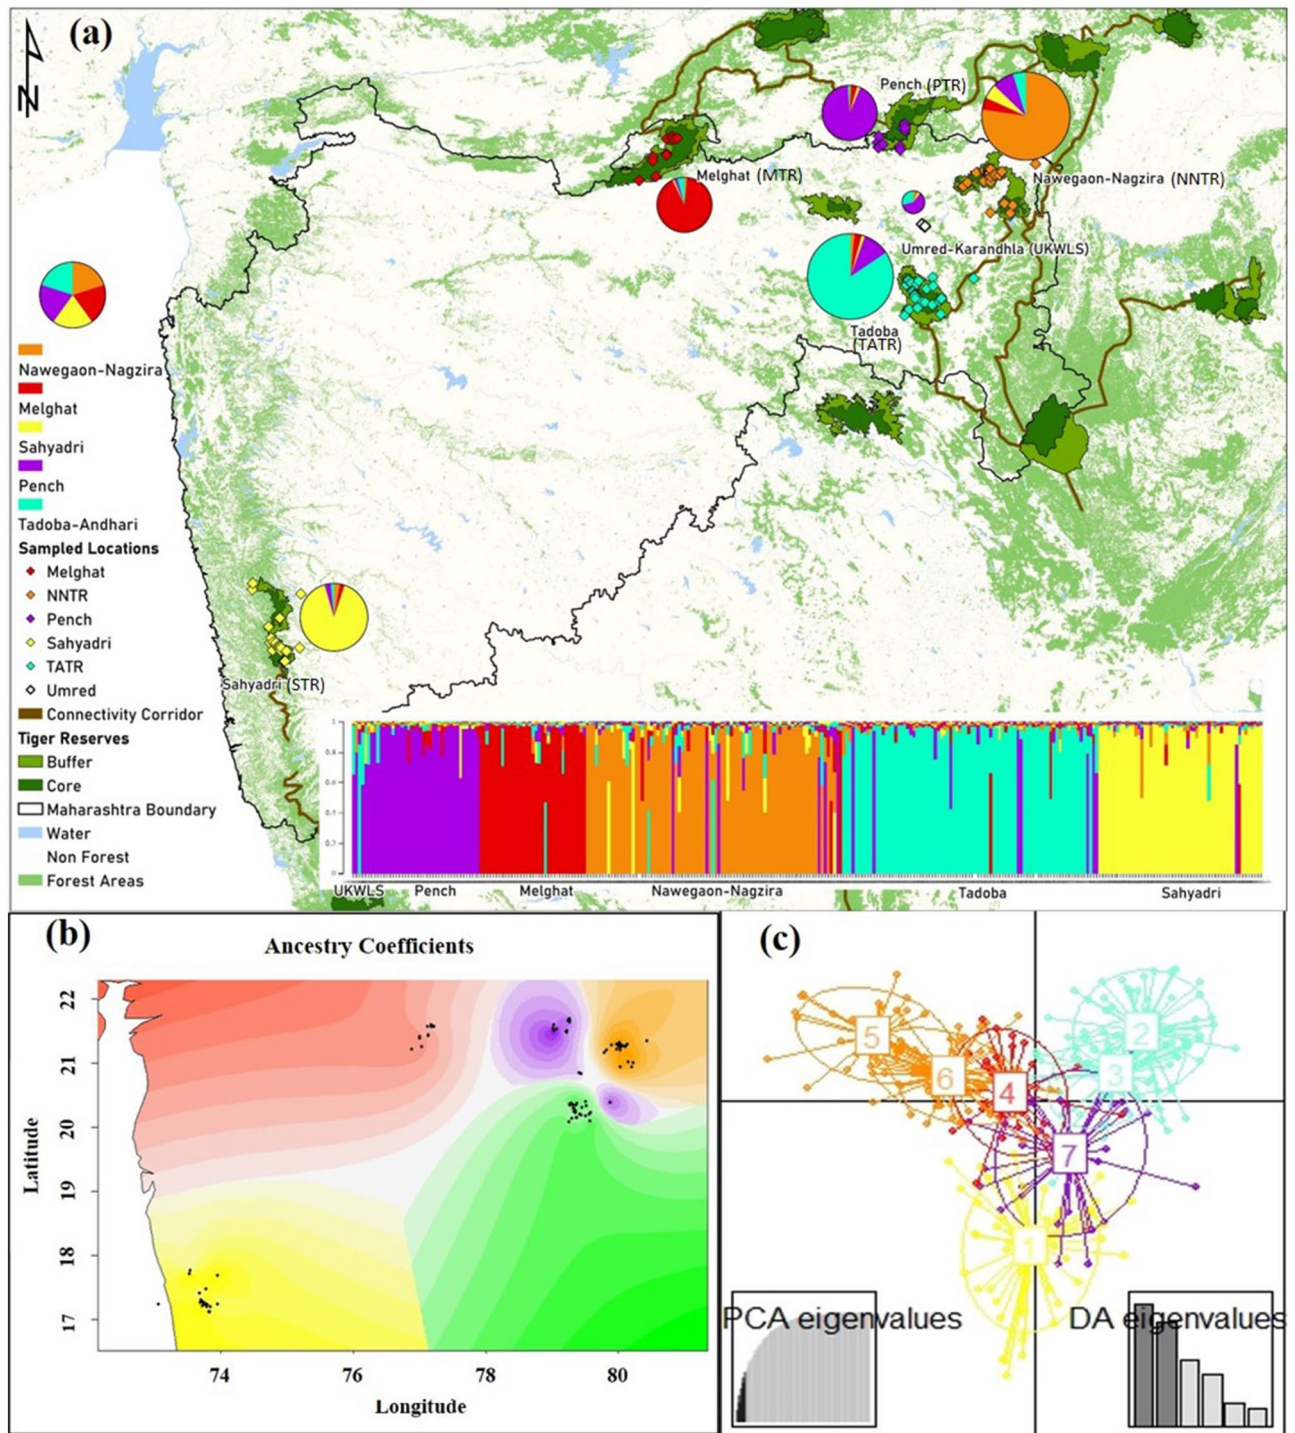 (a)
N
Pench (PTR)
Melghat (MTR)
Nawegaon-Nagzira (NNTR)
Umred-Karandhla (UKWLS)
Tadoba
(TATR)
Nawegaon-Nagzira
Melghat
Sahyadri
Pench
Tadoba-Andhari
Sampled Locations
Melghat
NNTR
Pench
Sahyadri
TATR
Umred
Connectivity Corridor
Tiger Reserves
Buffer
Core
Maharashtra Boundary
Water
Non Forest
Forest Areas
Sahyadri (STR)
UKWLS Pench Melghat Nawegaon-Nagzira Tadoba Sahyadri
(b)
Ancestry Coefficients
22
21
20
19
18
17
Latitude
74 76 78 80
Longitude
(c)
5
6
4
2
3
7
1
PCA eigenvalues
DA eigenvalues